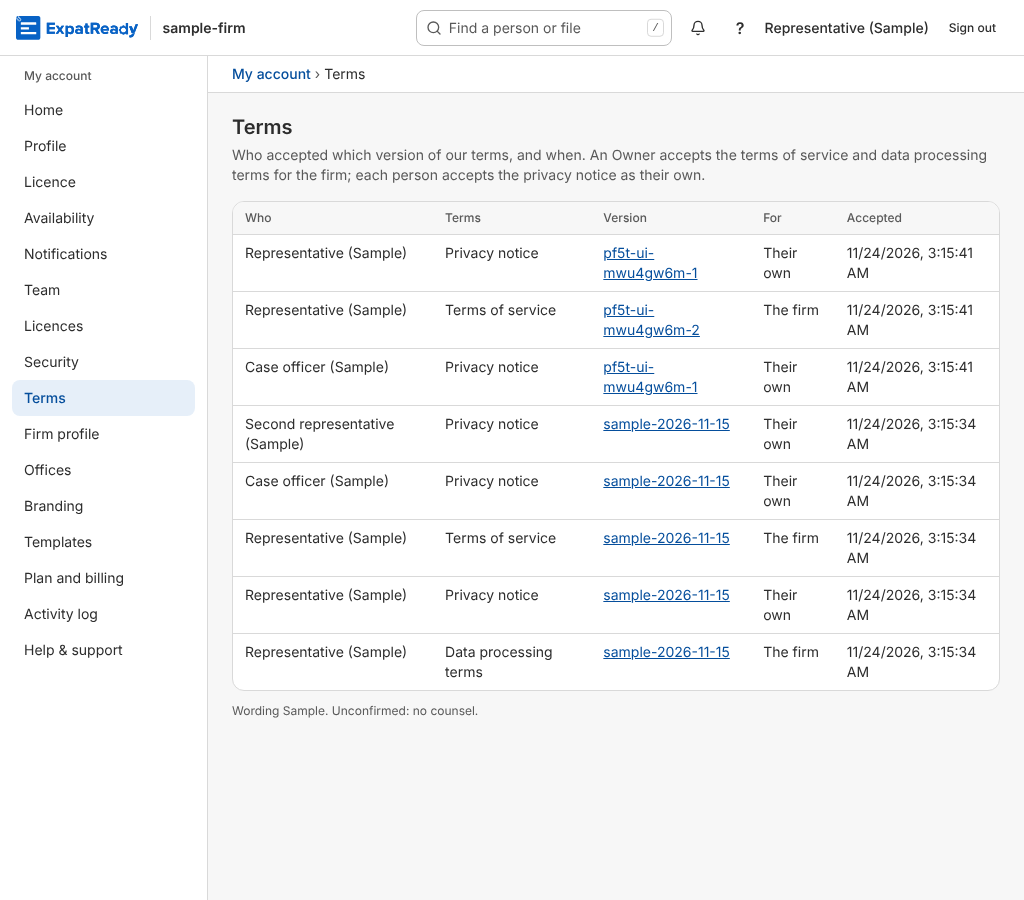 ExpatReady
sample-firm
Find a person or file
/
?
Representative (Sample)
Sign out
My account
Home
Profile
Licence
Availability
Notifications
Team
Licences
Security
Terms
Firm profile
Offices
Branding
Templates
Plan and billing
Activity log
Help & support
My account › Terms
Terms
Who accepted which version of our terms, and when. An Owner accepts the terms of service and data processing
terms for the firm; each person accepts the privacy notice as their own.
Who Terms Version For Accepted
Representative (Sample) Privacy notice pf5t-ui- Their 11/24/2026, 3:15:41
mwu4gw6m-1 own AM
Representative (Sample) Terms of service pf5t-ui- The firm 11/24/2026, 3:15:41
mwu4gw6m-2 AM
Case officer (Sample) Privacy notice pf5t-ui- Their 11/24/2026, 3:15:41
mwu4gw6m-1 own AM
Second representative Privacy notice sample-2026-11-15 Their 11/24/2026, 3:15:34
(Sample) own AM
Case officer (Sample) Privacy notice sample-2026-11-15 Their 11/24/2026, 3:15:34
own AM
Representative (Sample) Terms of service sample-2026-11-15 The firm 11/24/2026, 3:15:34
AM
Representative (Sample) Privacy notice sample-2026-11-15 Their 11/24/2026, 3:15:34
own AM
Representative (Sample) Data processing sample-2026-11-15 The firm 11/24/2026, 3:15:34
terms AM
Wording Sample. Unconfirmed: no counsel.